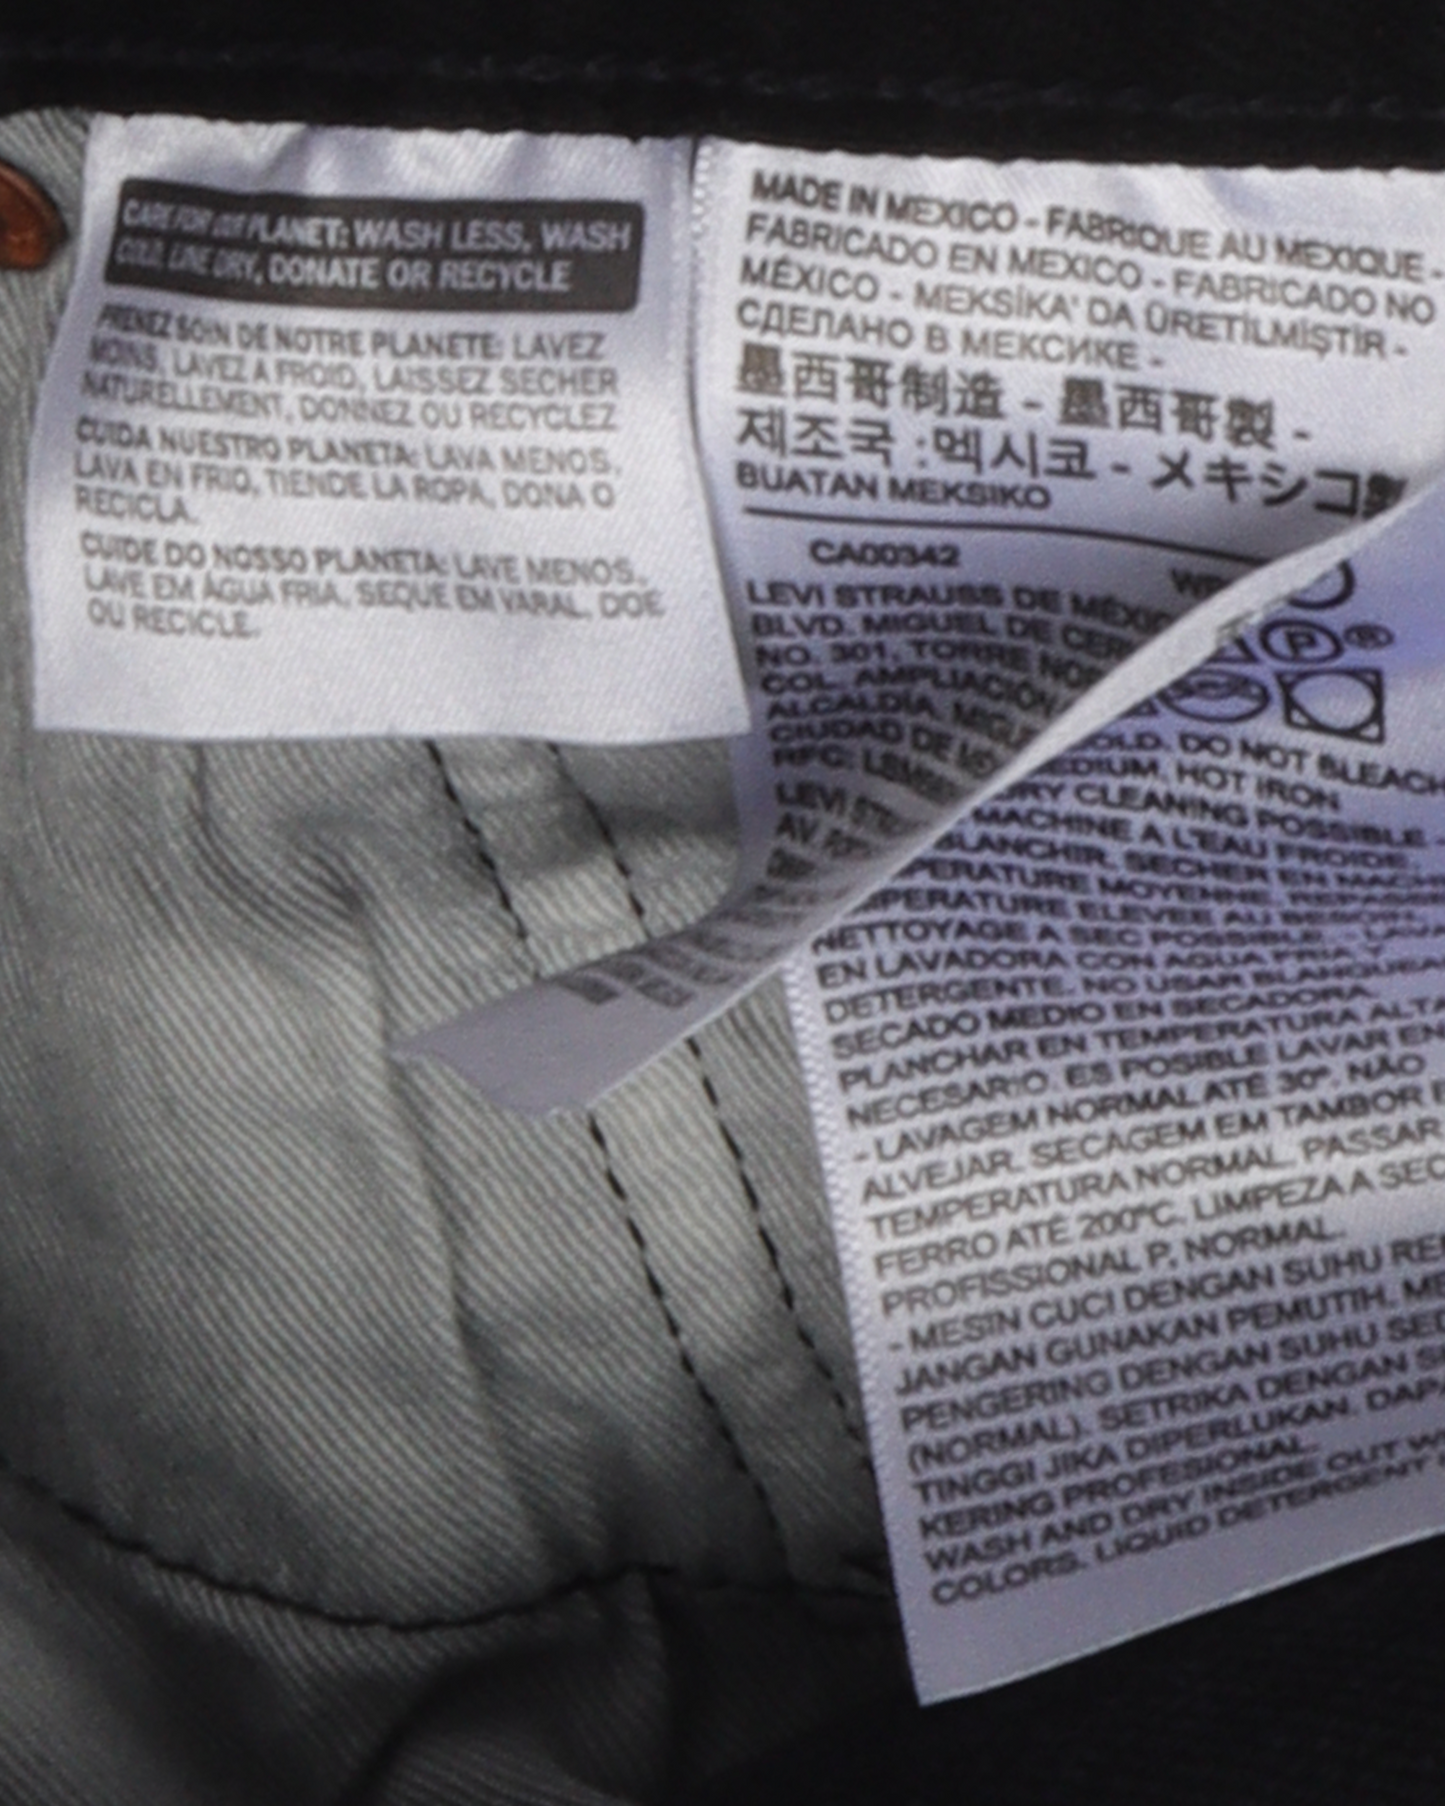 CARE FOR OUR PLANET: WASH LESS, WASH
COLD, LINE DRY, DONATE OR RECYCLE
PRENEZ SOIN DE NOTRE PLANETE: LAVEZ
MOINS, LAVEZ A FROID, LAISSEZ SECHER
NATURELLEMENT, DONNEZ OU RECYCLEZ
CUIDA NUESTRO PLANETA: LAVA MENOS,
LAVA EN FRIO, TIENDE LA ROPA, DONA O
RECICLA.
CUIDE DO NOSSO PLANETA: LAVE MENOS,
LAVE EM ÁGUA FRIA, SEQUE EM VARAL, DOE
OU RECICLE.
MADE IN MEXICO - FABRIQUE AU MEXIQUE -
FABRICADO EN MEXICO - FABRICADO NO
MÉXICO - MEKSİKA' DA ÜRETİLMİŞTİR -
СДЕЛАНО В МЕКСИКЕ -
墨西哥制造 - 墨西哥製 -
제조국 :멕시코 - メキシコ製
BUATAN MEKSIKO
CA00342
LEVI STRAUSS DE
BLVD. MIGUEL DE
NO. 301, TORRE
COL. AMPLIACIÓN
ALCALDÍA
CIUDAD DE
RFC:
LEVI
AV.
P
DO NOT BLEACH
HOT IRON
CLEANING POSSIBLE -
MACHINE A L'EAU FROIDE.
BLANCHIR. SECHER EN
MOYENNE.
ELEVEE AU BESOIN.
NETTOYAGE A SEC POSSIBLE. -
EN LAVADORA CON AGUA FRIA Y
DETERGENTE. NO USAR
SECADO MEDIO EN SECADORA.
PLANCHAR EN TEMPERATURA ALTA
NECESARIO. ES POSIBLE LAVAR EN
- LAVAGEM NORMAL ATÉ 30º. NÃO
ALVEJAR. SECAGEM EM TAMBOR
TEMPERATURA NORMAL. PASSAR
FERRO ATÉ 200ºC. LIMPEZA A SEC
PROFISSIONAL P, NORMAL.
- MESIN CUCI DENGAN SUHU
JANGAN GUNAKAN PEMUTIH.
PENGERING DENGAN SUHU
(NORMAL). SETRIKA DENGAN
TINGGI JIKA DIPERLUKAN.
KERING PROFESIONAL.
WASH AND DRY INSIDE OUT
COLORS. LIQUID DETERGENT